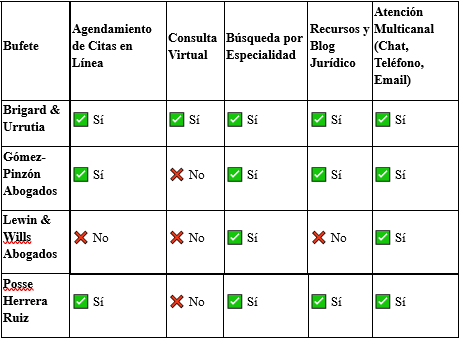 Bufete
Agendamiento
de Citas en
Línea
Consulta
Virtual
Búsqueda por
Especialidad
Recursos y
Blog
Jurídico
Atención
Multicanal
(Chat,
Teléfono,
Email)
Brigard &
Urrutia
✅ Sí
✅ Sí
✅ Sí
✅ Sí
✅ Sí
Gómez-
Pinzón
Abogados
✅ Sí
❌ No
✅ Sí
✅ Sí
✅ Sí
Lewin &
Wills
Abogados
❌ No
❌ No
✅ Sí
❌ No
✅ Sí
Posse
Herrera
Ruiz
✅ Sí
❌ No
✅ Sí
✅ Sí
✅ Sí